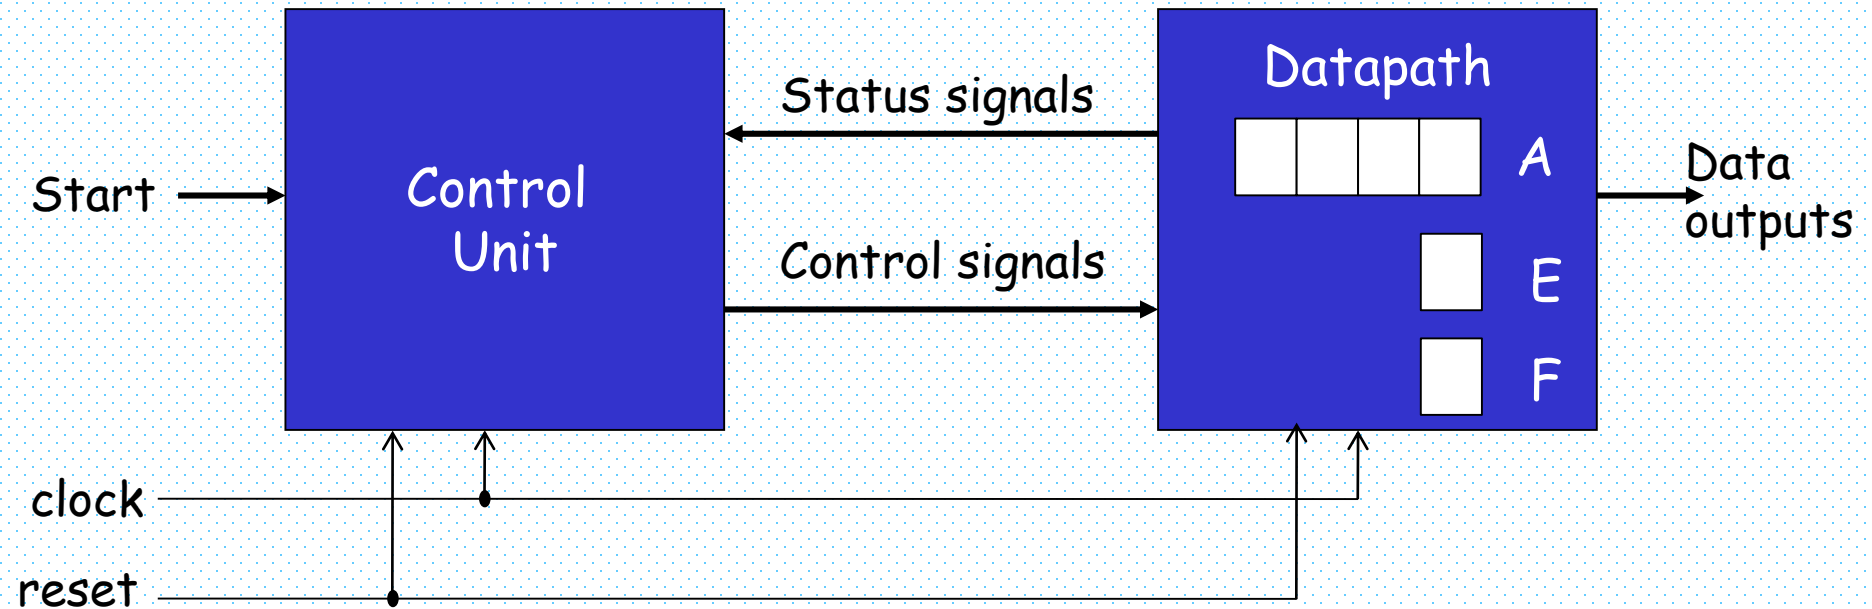 Start
Control
Unit
Status signals
Control signals
Datapath
A
E
F
Data
outputs
clock
reset